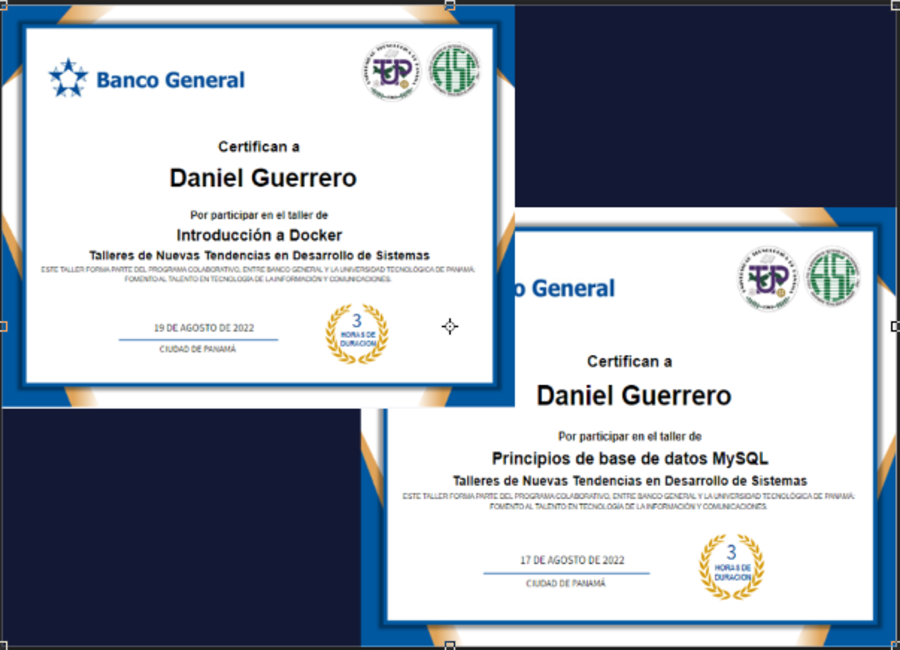 Banco General
Certifican a
Daniel Guerrero
Por participar en el taller de
Introducción a Docker
Talleres de Nuevas Tendencias en Desarrollo de Sistemas
ESTE TALLER FORMA PARTE DEL PROGRAMA COLABORATIVO, ENTRE BANCO GENERAL Y LA UNIVERSIDAD TECNOLÓGICA DE PANAMÁ.
FOMENTO AL TALENTO EN TECNOLOGÍA DE LA INFORMACIÓN Y COMUNICACIONES.
19 DE AGOSTO DE 2022
CIUDAD DE PANAMÁ
3
HORAS DE
DURACION
o General
Certifican a
Daniel Guerrero
Por participar en el taller de
Principios de base de datos MySQL
Talleres de Nuevas Tendencias en Desarrollo de Sistemas
ESTE TALLER FORMA PARTE DEL PROGRAMA COLABORATIVO, ENTRE BANCO GENERAL Y LA UNIVERSIDAD TECNOLÓGICA DE PANAMÁ.
FOMENTO AL TALENTO EN TECNOLOGÍA DE LA INFORMACIÓN Y COMUNICACIONES.
17 DE AGOSTO DE 2022
CIUDAD DE PANAMÁ
3
HORAS DE
DURACION